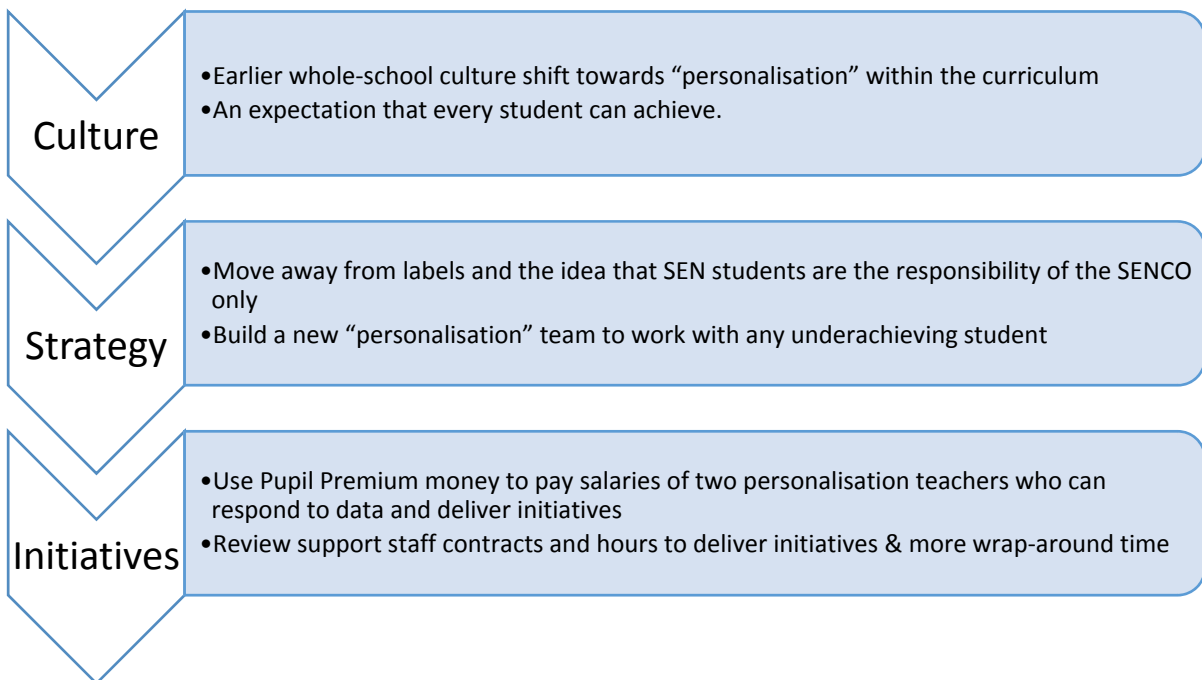 Culture
•Earlier whole-school culture shift towards “personalisation” within the curriculum
•An expectation that every student can achieve.
Strategy
•Move away from labels and the idea that SEN students are the responsibility of the SENCO
only
•Build a new “personalisation” team to work with any underachieving student
Initiatives
•Use Pupil Premium money to pay salaries of two personalisation teachers who can
respond to data and deliver initiatives
•Review support staff contracts and hours to deliver initiatives & more wrap-around time